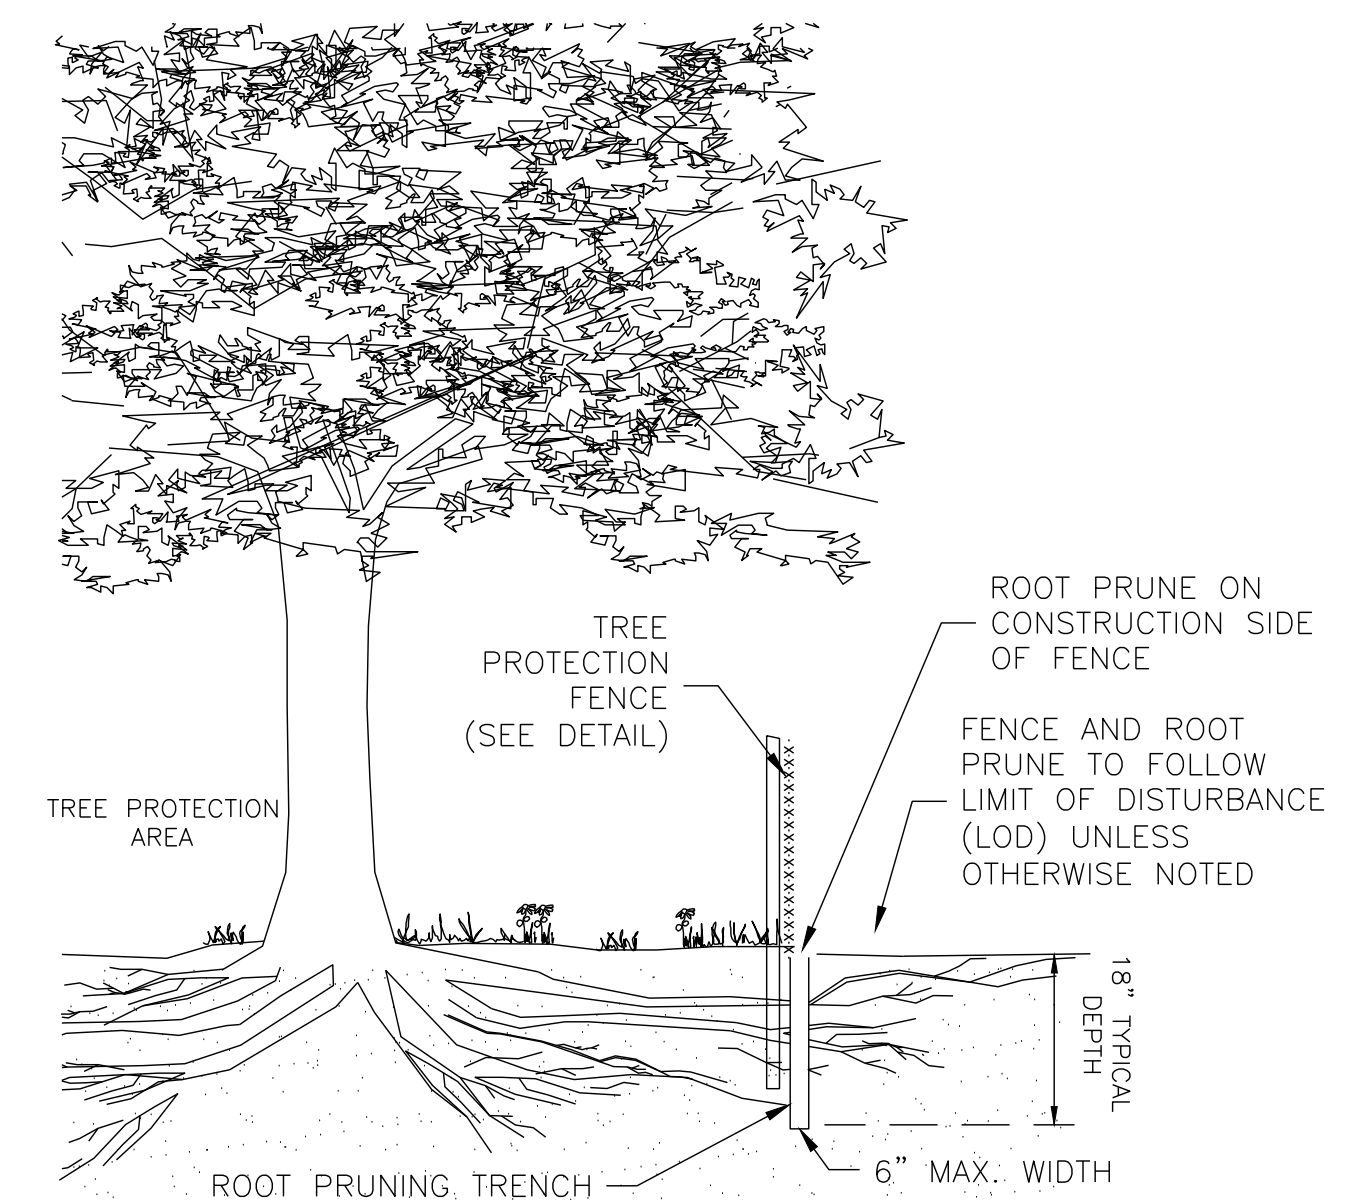 ROOT PRUNE ON
CONSTRUCTION SIDE
OF FENCE
TREE
PROTECTION
FENCE
(SEE DETAIL)
FENCE AND ROOT
PRUNE TO FOLLOW
LIMIT OF DISTURBANCE
(LOD) UNLESS
OTHERWISE NOTED
TREE PROTECTION
AREA
18" TYPICAL
DEPTH
ROOT PRUNING TRENCH
6" MAX. WIDTH